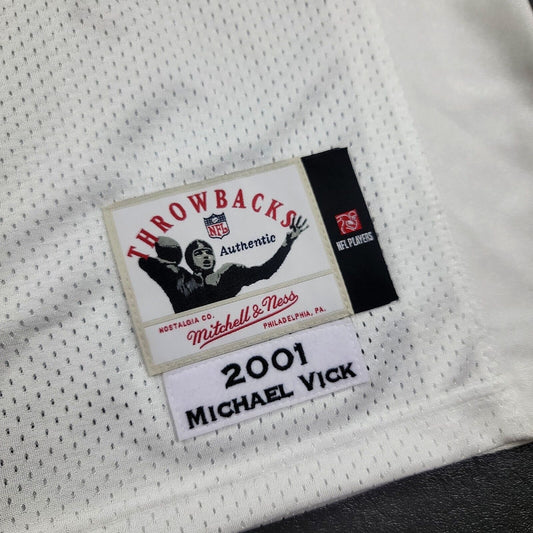 THROWBACKS
NFL
Authentic
NFL PLAYERS
NOSTALGIA CO.
Mitchell & Ness
PHILADELPHIA, PA.
2001
MICHAEL VICK